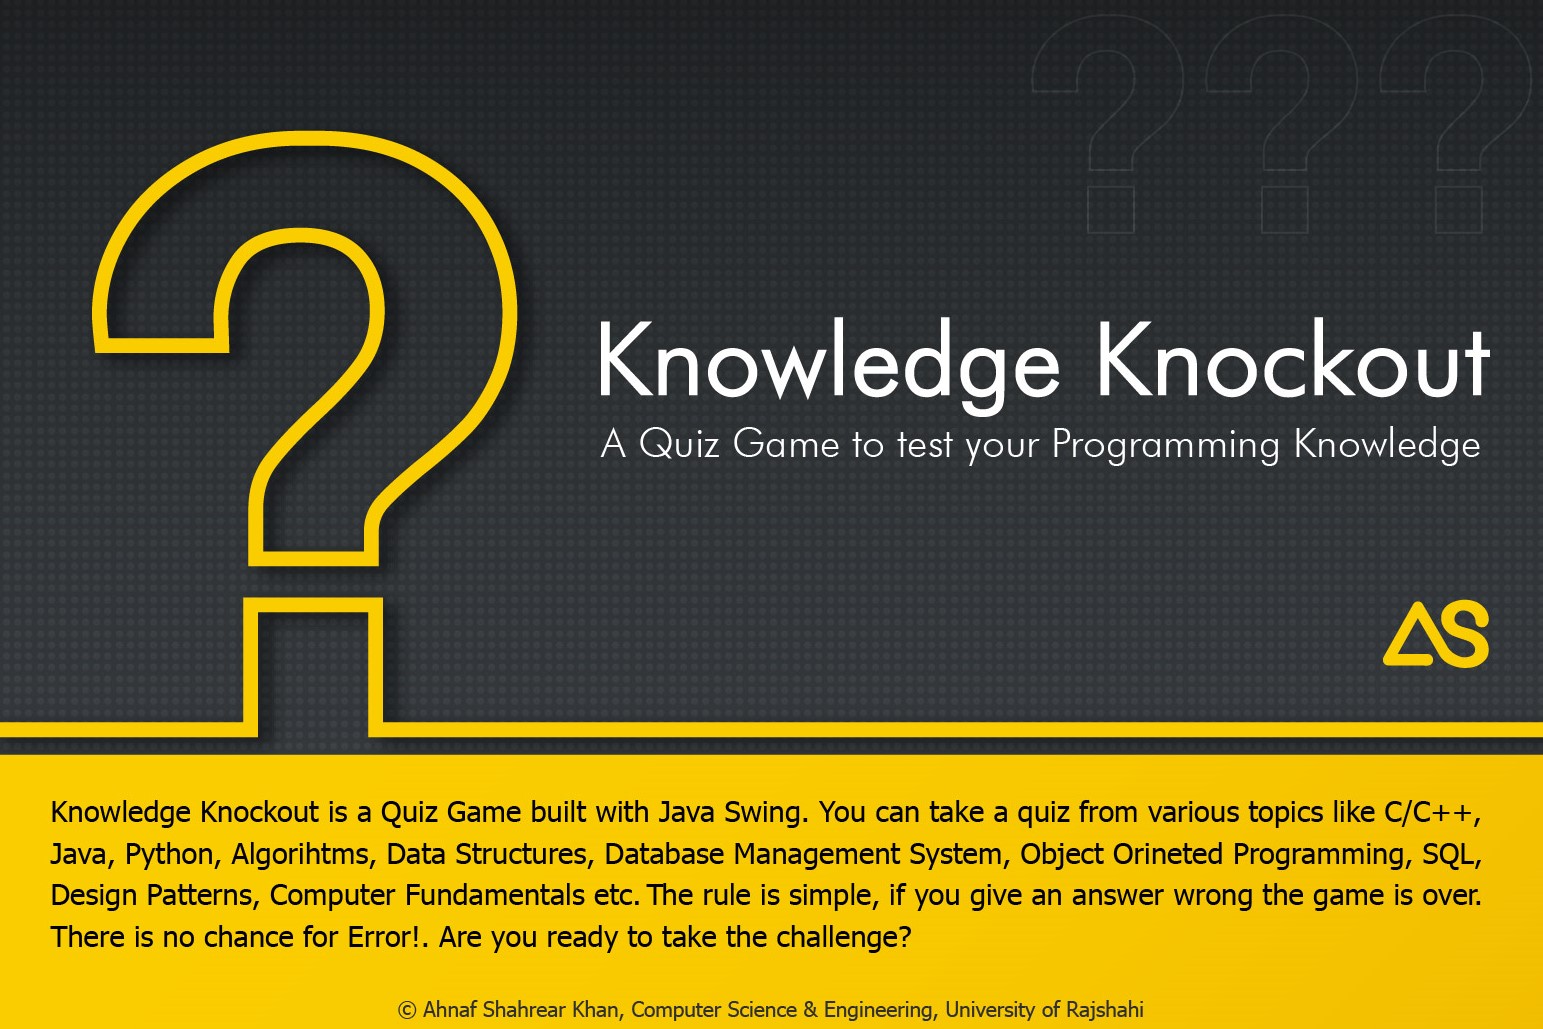 Knowledge Knockout
A Quiz Game to test your Programming Knowledge
AS
Knowledge Knockout is a Quiz Game built with Java Swing. You can take a quiz from various topics like C/C++,
Java, Python, Algorihtms, Data Structures, Database Management System, Object Orineted Programming, SQL,
Design Patterns, Computer Fundamentals etc. The rule is simple, if you give an answer wrong the game is over.
There is no chance for Error!. Are you ready to take the challenge?
© Ahnaf Shahrear Khan, Computer Science & Engineering, University of Rajshahi